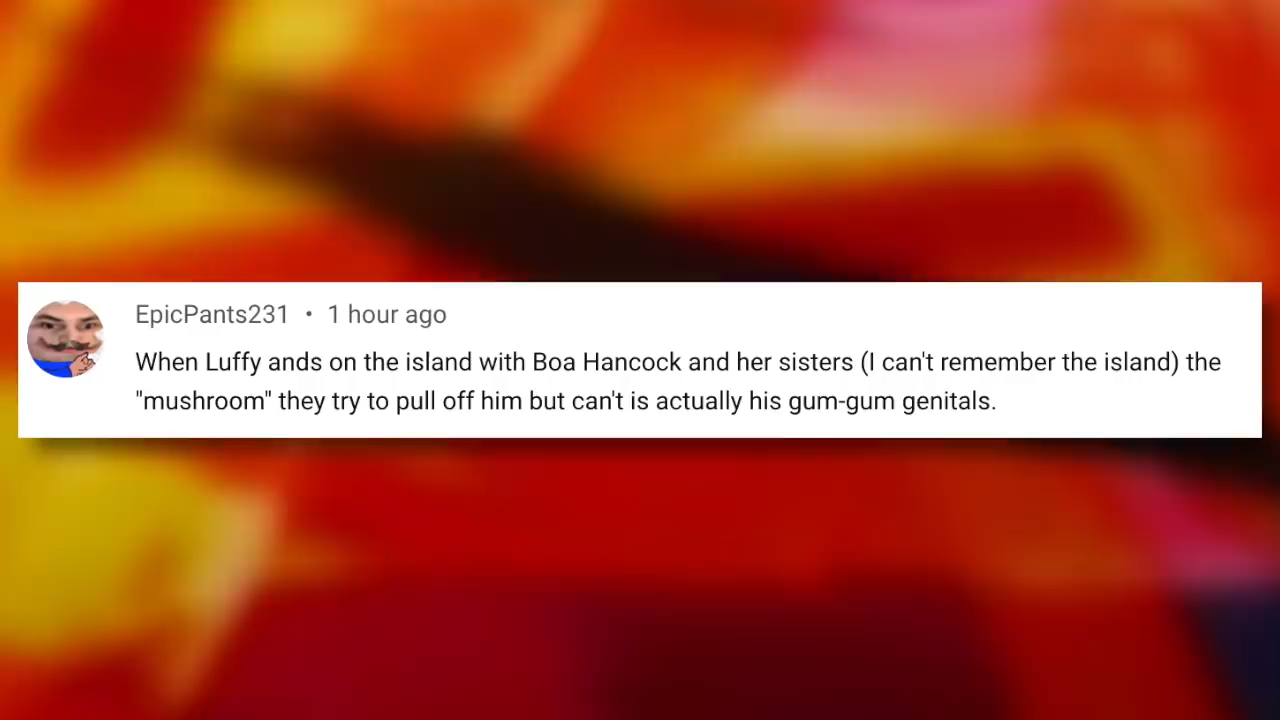 EpicPants231 • 1 hour ago
When Luffy ands on the island with Boa Hancock and her sisters (I can't remember the island) the
"mushroom" they try to pull off him but can't is actually his gum-gum genitals.